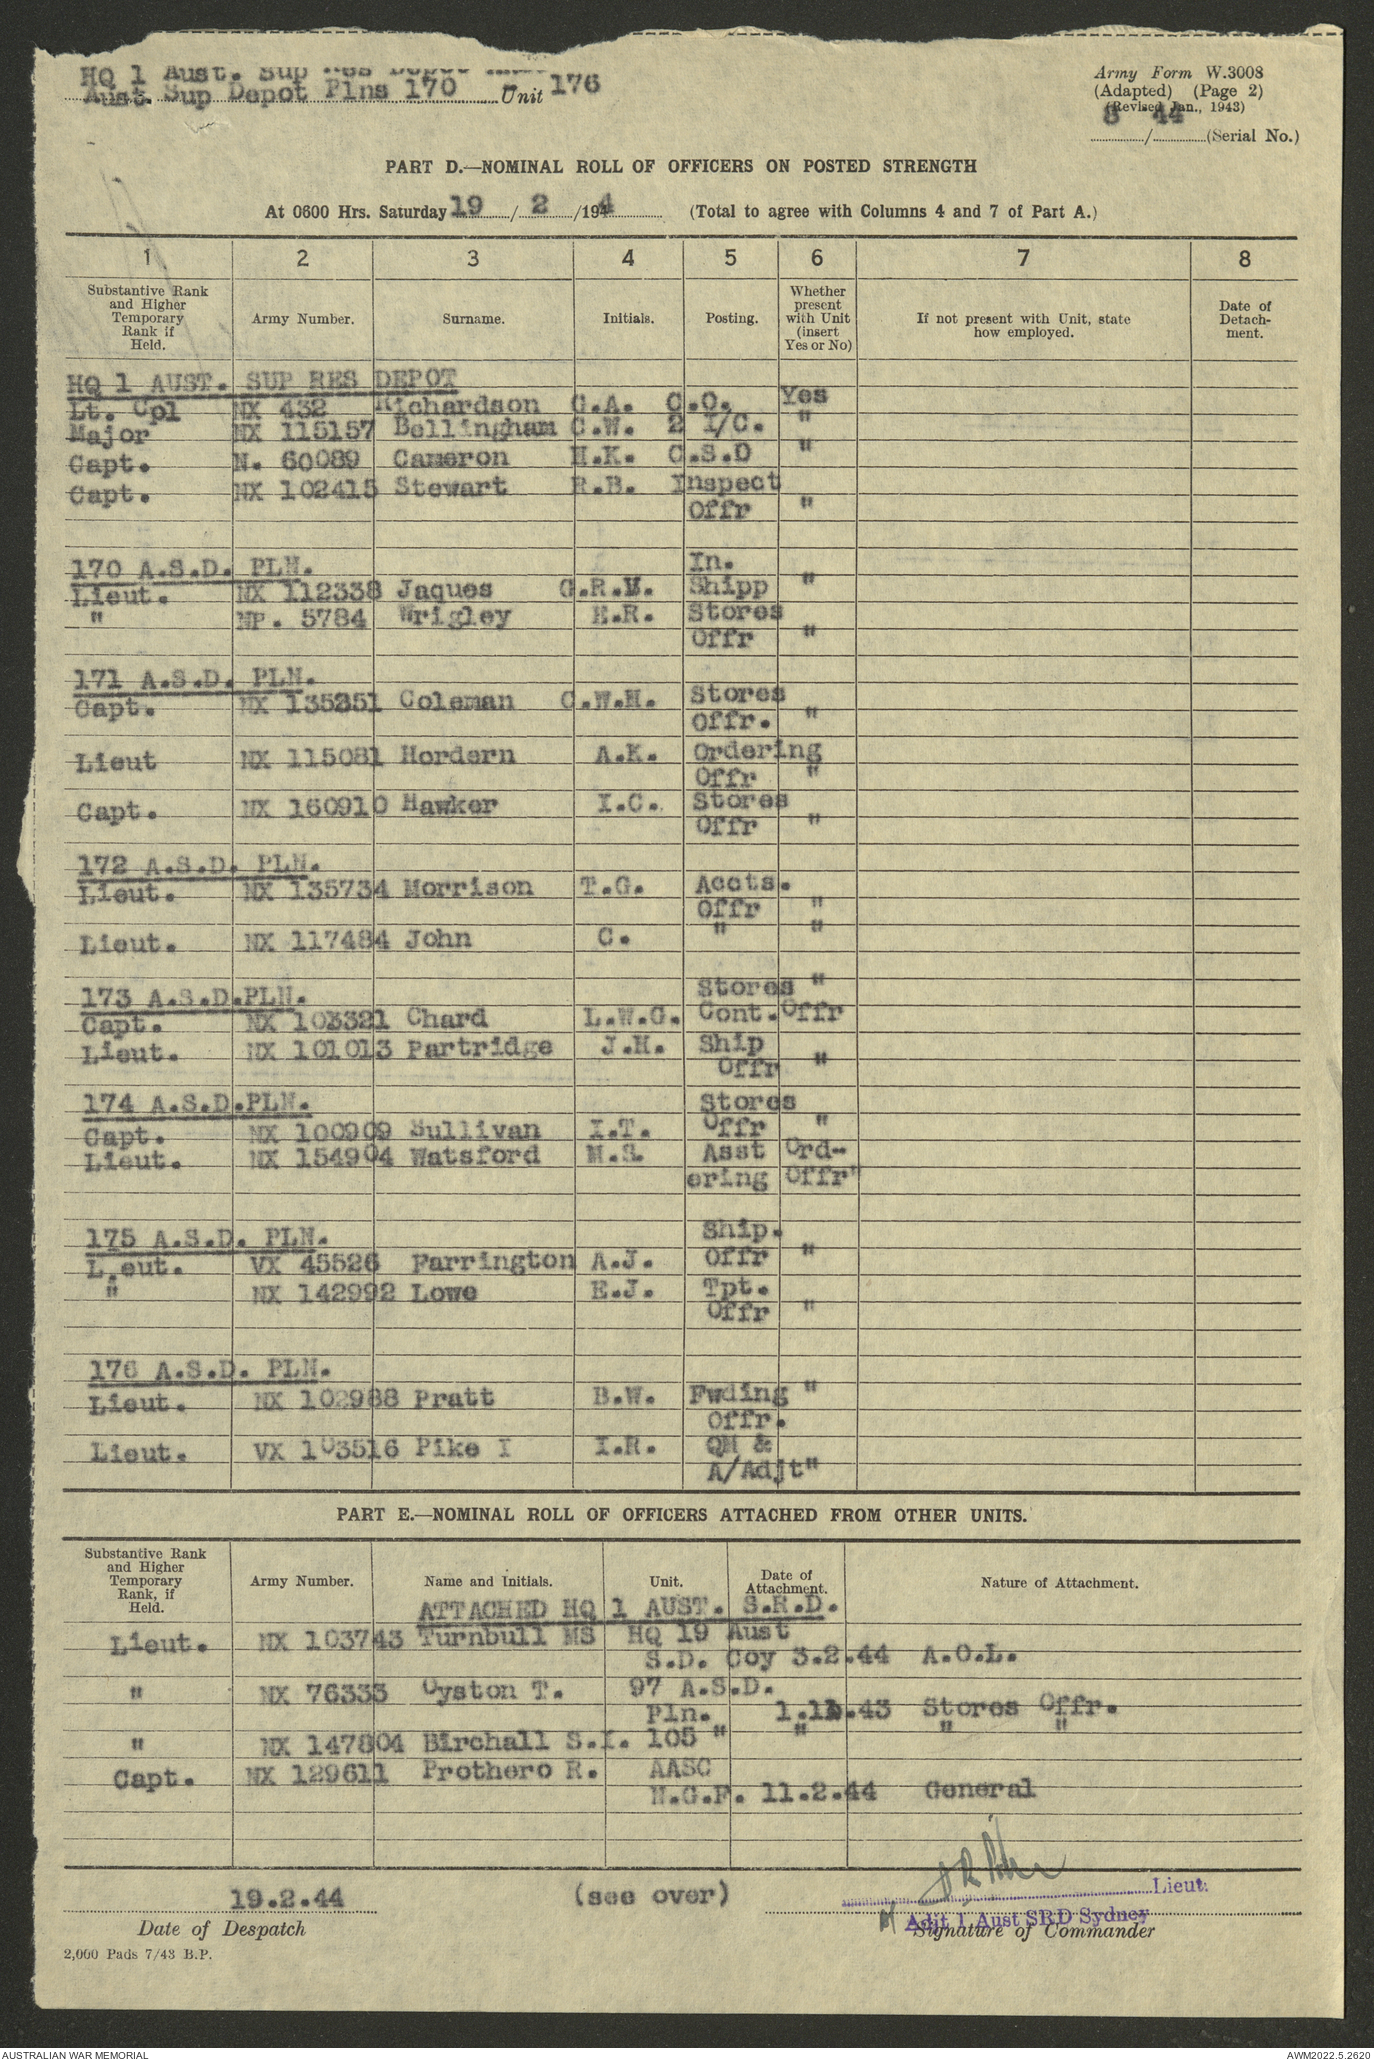 HQ 1 Aust. Sup Res Depot
Aust. Sup Depot Plns 170 - Unit 176
Army Form W.3008
(Adapted) (Page 2)
(Revised Jan., 1943)
8 / 44 (Serial No.)
PART D.—NOMINAL ROLL OF OFFICERS ON POSTED STRENGTH
At 0600 Hrs. Saturday 19 / 2 /1944 (Total to agree with Columns 4 and 7 of Part A.)
1 2 3 4 5 6 7 8
Substantive Rank and Higher Temporary Rank if Held. Army Number. Surname. Initials. Posting. Whether present with Unit (insert Yes or No) If not present with Unit, state how employed. Date of Detach-ment.
HQ 1 AUST. SUP RES DEPOT
Lt. Cpl NX 432 Richardson G.A. C.O. Yes
Major NX 115157 Bellingham C.W. 2 I/C. "
Capt. N. 60089 Cameron H.K. C.S.D "
Capt. NX 102415 Stewart R.B. Inspect
Offr "
170 A.S.D. PLN. In.
Lieut. NX 112338 Jaques G.R.M. Shipp "
" NP. 5784 Wrigley E.R. Stores
Offr "
171 A.S.D. PLN.
Capt. NX 135251 Coleman C.W.H. Stores
Offr. "
Lieut NX 115081 Hordern A.K. Ordering
Offr "
Capt. NX 160910 Hawker I.C. Stores
Offr "
172 A.S.D. PLN.
Lieut. NX 135734 Morrison T.G. Accts.
Offr "
Lieut. NX 117484 John C. " "
173 A.S.D.PLN. Stores "
Capt. NX 103321 Chard L.W.G. Cont.Offr
Lieut. NX 101013 Partridge J.H. Ship
Offr "
174 A.S.D.PLN. Stores
Capt. NX 100909 Sullivan I.T. Offr "
Lieut. NX 154904 Watsford M.S. Asst Ord-
ering Offr"
175 A.S.D. PLN. Ship.
Lieut. VX 45526 Farrington A.J. Offr "
" NX 142992 Lowe E.J. Tpt.
Offr "
176 A.S.D. PLN.
Lieut. NX 102988 Pratt B.W. Fwding "
Offr.
Lieut. VX 103516 Pike I I.R. QM &
A/Adjt"
PART E.—NOMINAL ROLL OF OFFICERS ATTACHED FROM OTHER UNITS.
Substantive Rank and Higher Temporary Rank, if Held. Army Number. Name and Initials. Unit. Date of Attachment. Nature of Attachment.
ATTACHED HQ 1 AUST. S.R.D.
Lieut. NX 103743 Turnbull MS HQ 19 Aust
S.D. Coy 3.2.44 A.O.L.
" NX 76333 Oyston T. 97 A.S.D.
Pln. 43 Stores Offr.
" NX 147804 Birchall S.I. 105 " " " "
Capt. NX 129611 Prothero R. AASC
N.G.F. 11.2.44 General
19.2.44 (see over) Lieut.
Date of Despatch
Adjt 1 Aust SRD Sydney
Signature of Commander
2,000 Pads 7/43 B.P.
AUSTRALIAN WAR MEMORIAL AWM2022.5.2620